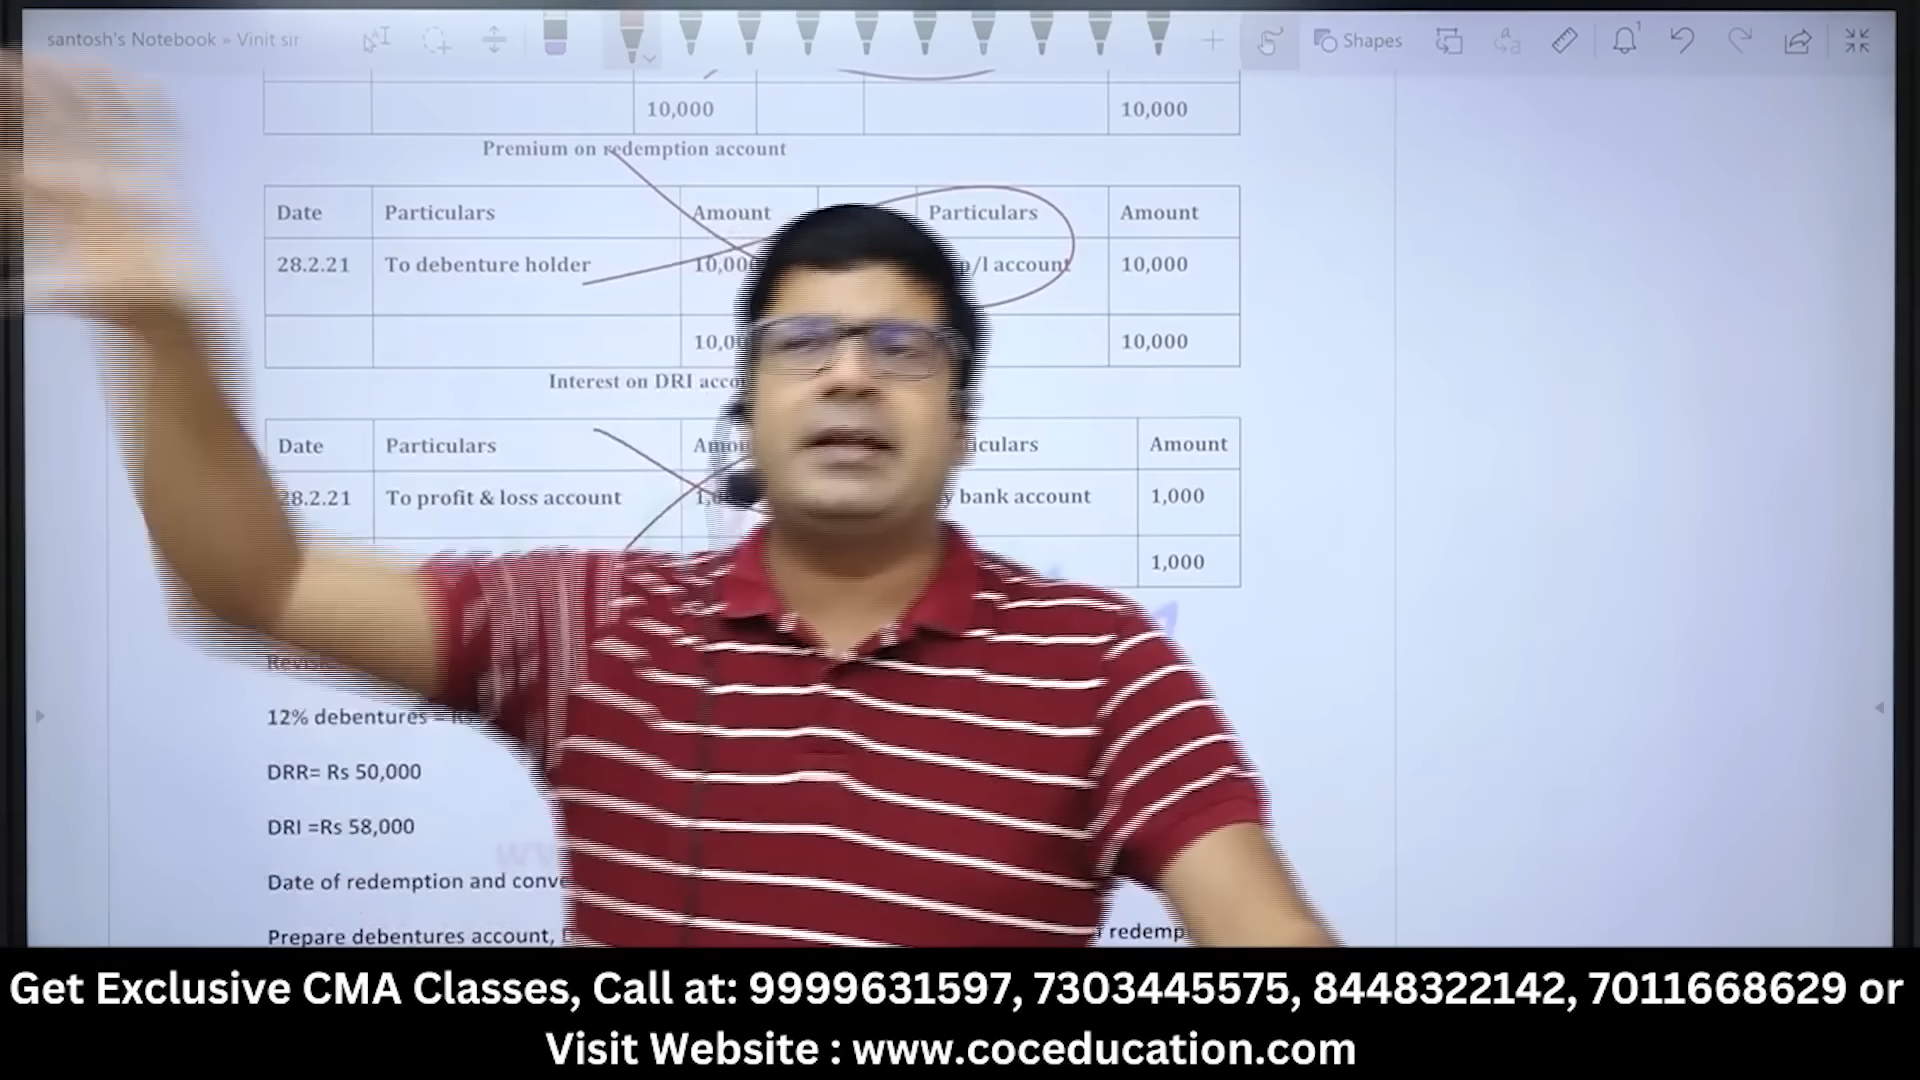 santosh's Notebook » Vinit sir
Shapes
10,000 10,000
Premium on redemption account
Date Particulars Amount Particulars Amount
28.2.21 To debenture holder 10,000 p/l account 10,000
10,000
Interest on DRI
Date Particulars Particulars Amount
28.2.21 To profit & loss account bank account 1,000
1,000
12% debentures =
DRR= Rs 50,000
DRI =Rs 58,000
Date of redemption and
Prepare debentures account,
Get Exclusive CMA Classes, Call at: 9999631597, 7303445575, 8448322142, 7011668629 or
Visit Website : www.coceducation.com